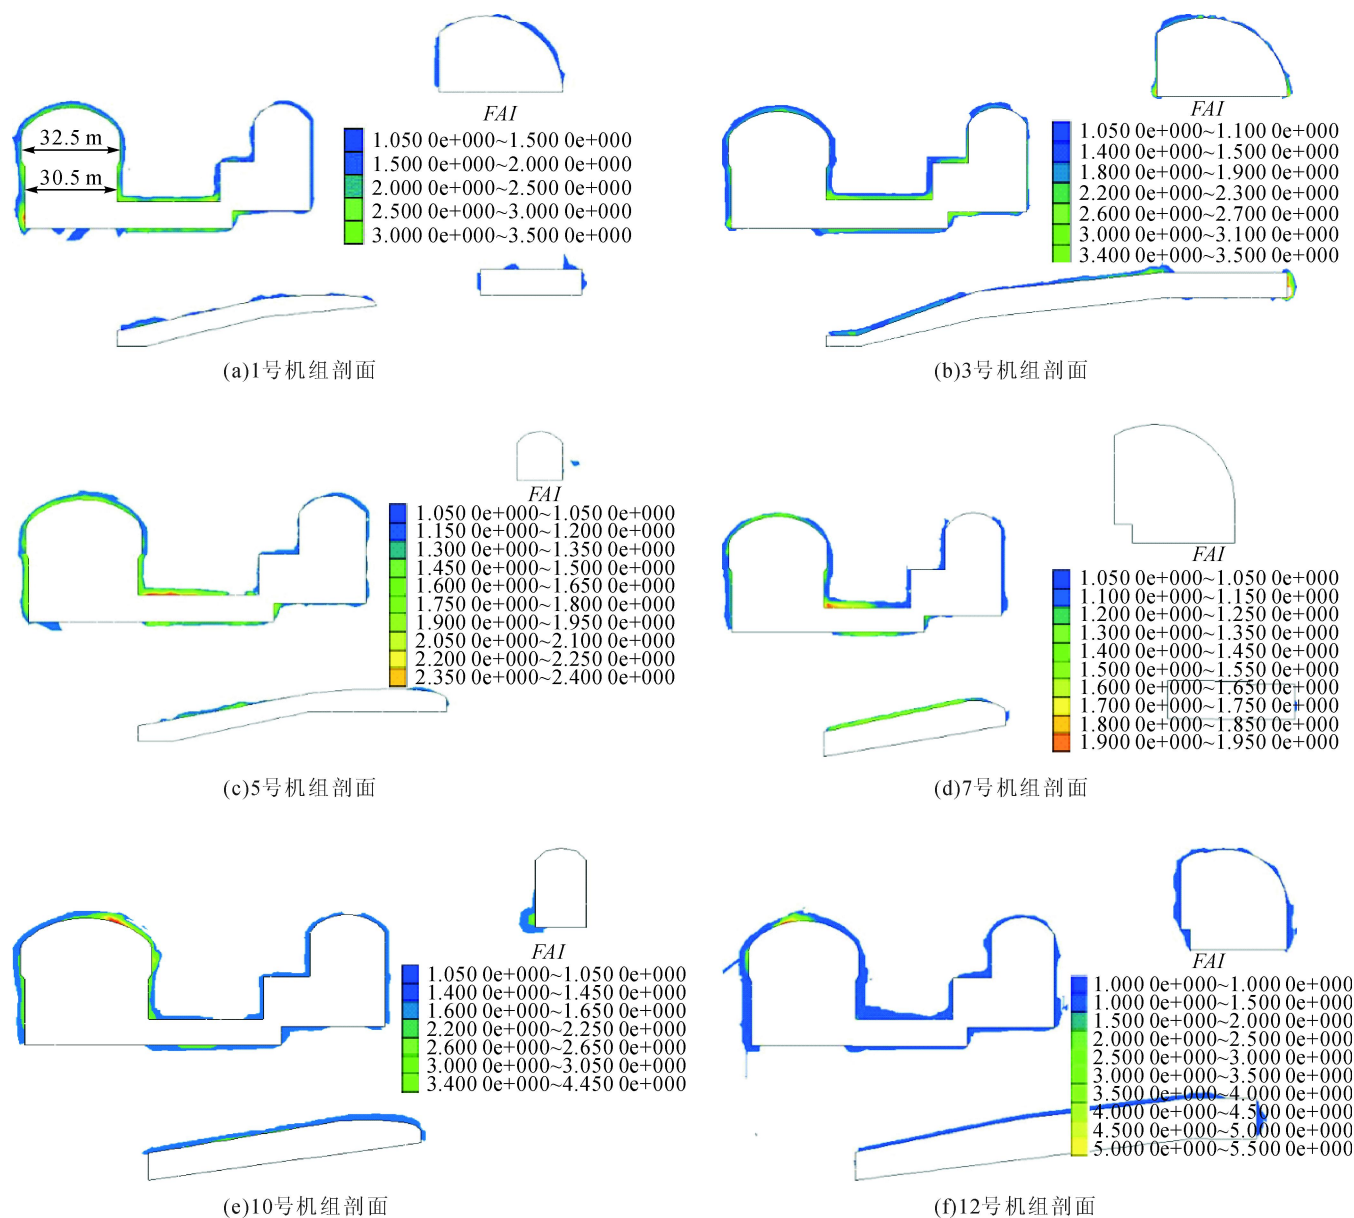 32.5 m
30.5 m
FAI
1.050 0e+000~1.500 0e+000
1.500 0e+000~2.000 0e+000
2.000 0e+000~2.500 0e+000
2.500 0e+000~3.000 0e+000
3.000 0e+000~3.500 0e+000
(a)1号机组剖面
FAI
1.050 0e+000~1.100 0e+000
1.400 0e+000~1.500 0e+000
1.800 0e+000~1.900 0e+000
2.200 0e+000~2.300 0e+000
2.600 0e+000~2.700 0e+000
3.000 0e+000~3.100 0e+000
3.400 0e+000~3.500 0e+000
(b)3号机组剖面
FAI
1.050 0e+000~1.050 0e+000
1.150 0e+000~1.200 0e+000
1.300 0e+000~1.350 0e+000
1.450 0e+000~1.500 0e+000
1.600 0e+000~1.650 0e+000
1.750 0e+000~1.800 0e+000
1.900 0e+000~1.950 0e+000
2.050 0e+000~2.100 0e+000
2.200 0e+000~2.250 0e+000
2.350 0e+000~2.400 0e+000
(c)5号机组剖面
FAI
1.050 0e+000~1.050 0e+000
1.100 0e+000~1.150 0e+000
1.200 0e+000~1.250 0e+000
1.300 0e+000~1.350 0e+000
1.400 0e+000~1.450 0e+000
1.500 0e+000~1.550 0e+000
1.600 0e+000~1.650 0e+000
1.700 0e+000~1.750 0e+000
1.800 0e+000~1.850 0e+000
1.900 0e+000~1.950 0e+000
(d)7号机组剖面
FAI
1.050 0e+000~1.050 0e+000
1.400 0e+000~1.450 0e+000
1.600 0e+000~1.650 0e+000
2.200 0e+000~2.250 0e+000
2.600 0e+000~2.650 0e+000
3.000 0e+000~3.050 0e+000
3.400 0e+000~4.450 0e+000
(e)10号机组剖面
FAI
1.000 0e+000~1.000 0e+000
1.000 0e+000~1.500 0e+000
1.500 0e+000~2.000 0e+000
2.000 0e+000~2.500 0e+000
2.500 0e+000~3.000 0e+000
3.000 0e+000~3.500 0e+000
3.500 0e+000~4.000 0e+000
4.000 0e+000~4.500 0e+000
4.500 0e+000~5.000 0e+000
5.000 0e+000~5.500 0e+000
(f)12号机组剖面